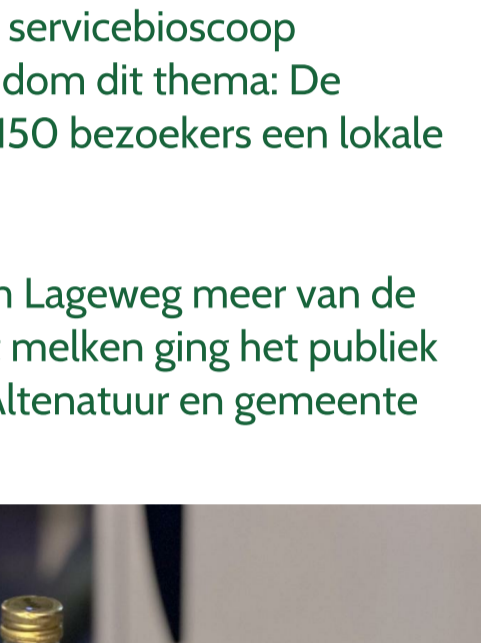 servicebioscoop
dom dit thema: De
150 bezoekers een lokale
n Lageweg meer van de
melken ging het publiek
Altenatuur en gemeente